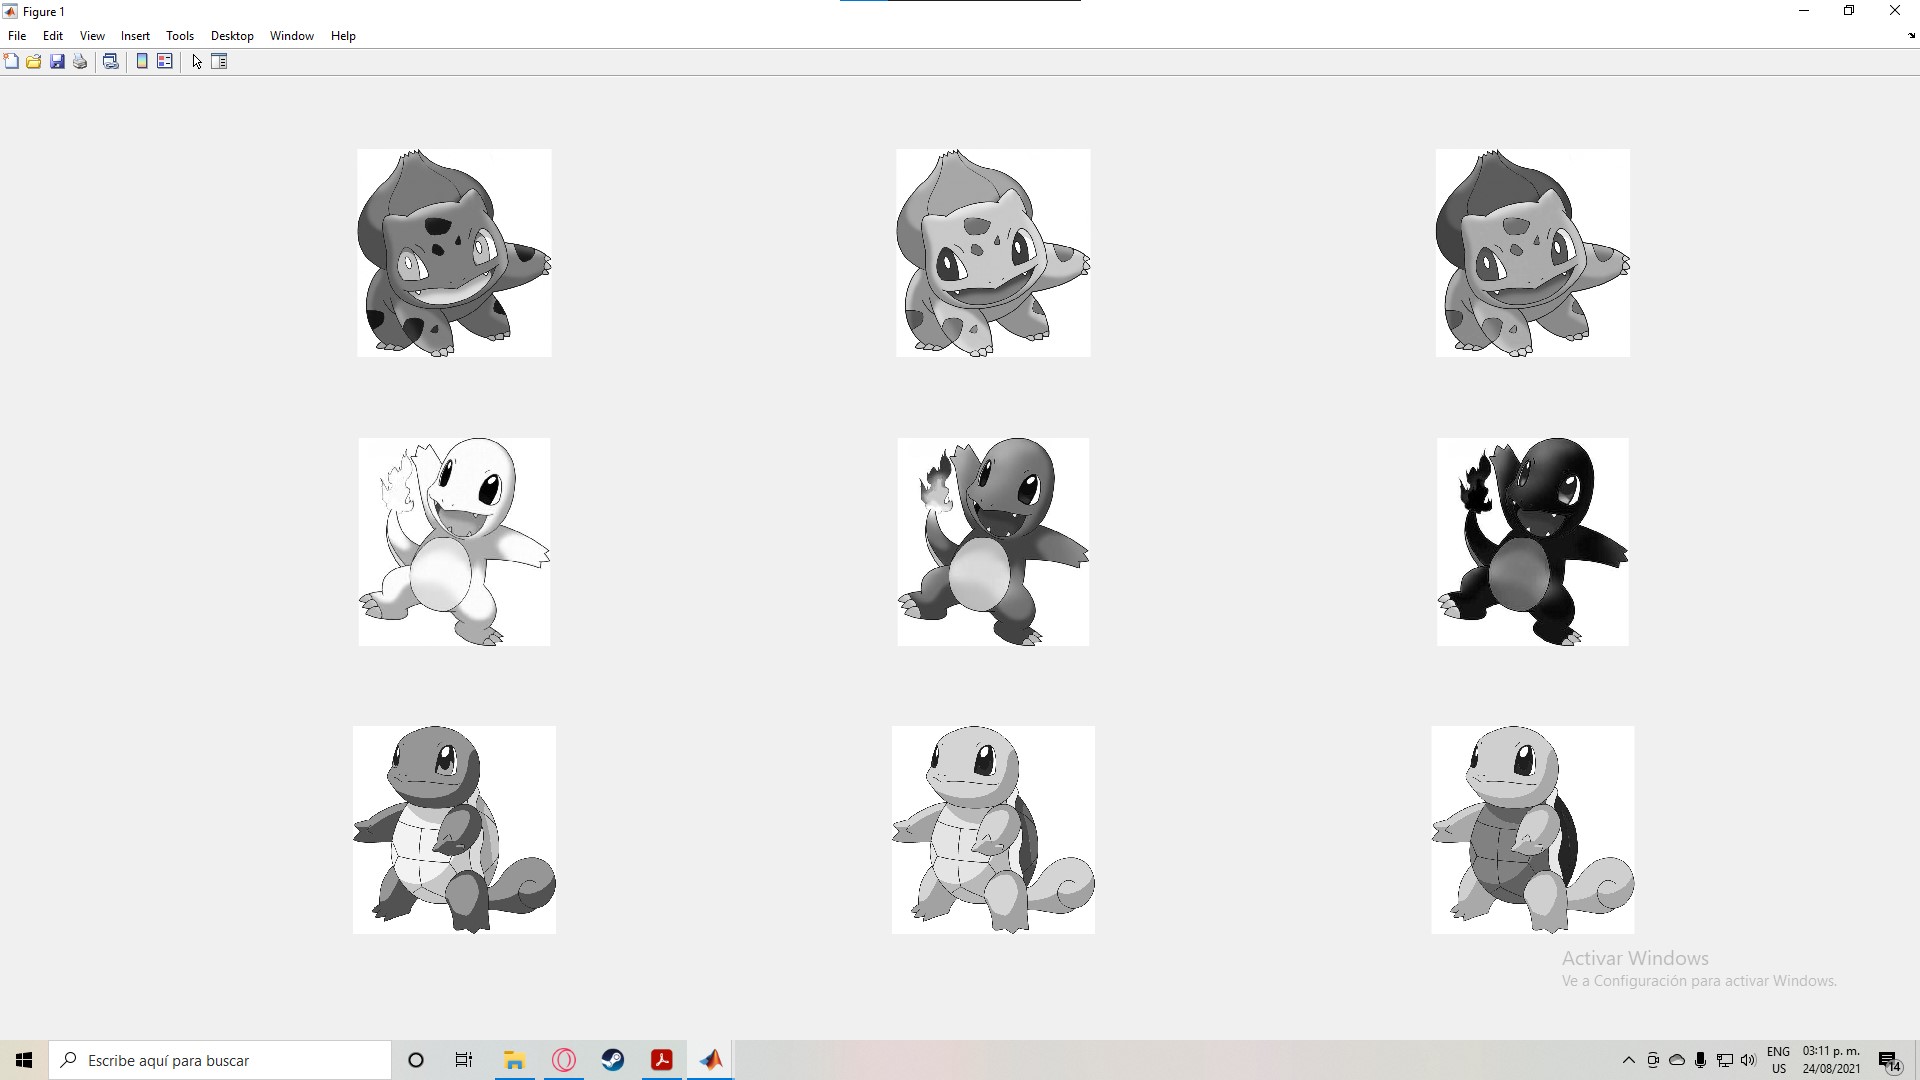 Figure 1
File Edit View Insert Tools Desktop Window Help
Activar Windows
Ve a Configuración para activar Windows.
Escribe aquí para buscar
ENG
US
03:11 p. m.
24/08/2021
14